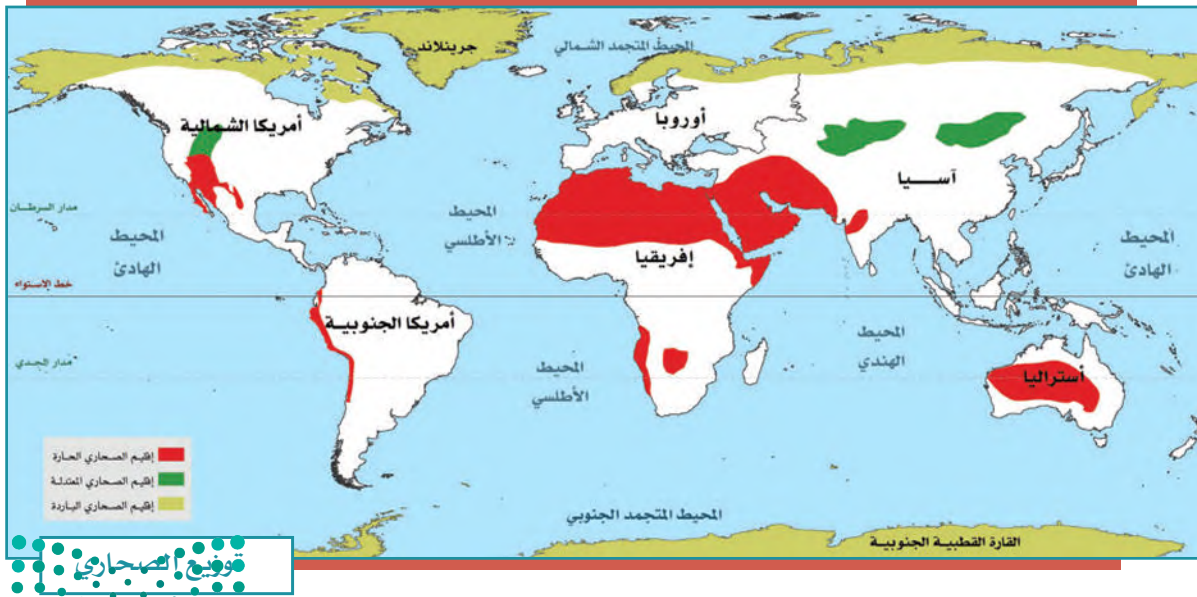 المحيط المتجمد الشمالي
جرينلاند
أمريكا الشمالية
أوروبا
آســـيا
مدار السرطان
المحيط
الهادئ
المحيط
الأطلسي
إفريقيا
المحيط
الهادئ
خط الاستواء
أمريكا الجنوبية
المحيط
الهندي
مدار الجدي
المحيط
الأطلسي
أستراليا
إقليم الصحاري الحارة
إقليم الصحاري المعتدلة
إقليم الصحاري الباردة
المحيط المتجمد الجنوبي
القارة القطبية الجنوبية
توزيع الصحاري